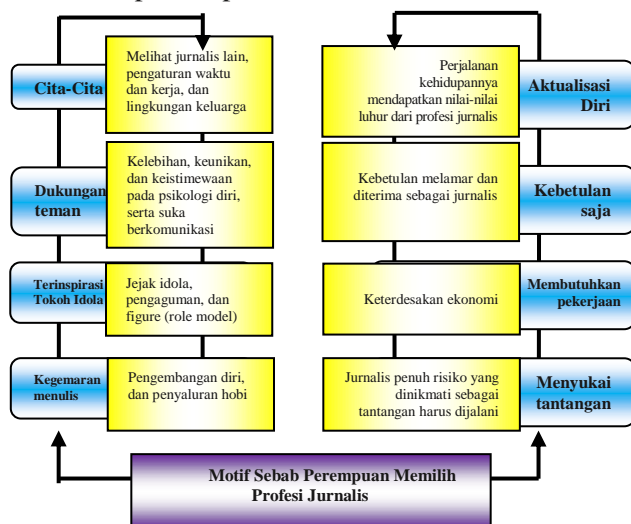 Cita-Cita
Melihat jurnalis lain,
pengaturan waktu
dan kerja, dan
lingkungan keluarga
Perjalanan
kehidupannya
mendapatkan nilai-nilai
luhur dari profesi jurnalis
Aktualisasi
Diri
Dukungan
teman
Kelebihan, keunikan,
dan keistimewaan
pada psikologi diri,
serta suka
berkomunikasi
Kebetulan melamar dan
diterima sebagai jurnalis
Kebetulan
saja
Terinspirasi
Tokoh Idola
Jejak idola,
pengaguman, dan
figure (role model)
Keterdesakan ekonomi
Membutuhkan
pekerjaan
Kegemaran
menulis
Pengembangan diri,
dan penyaluran hobi
Jurnalis penuh risiko yang
dinikmati sebagai
tantangan harus dijalani
Menyukai
tantangan
Motif Sebab Perempuan Memilih
Profesi Jurnalis